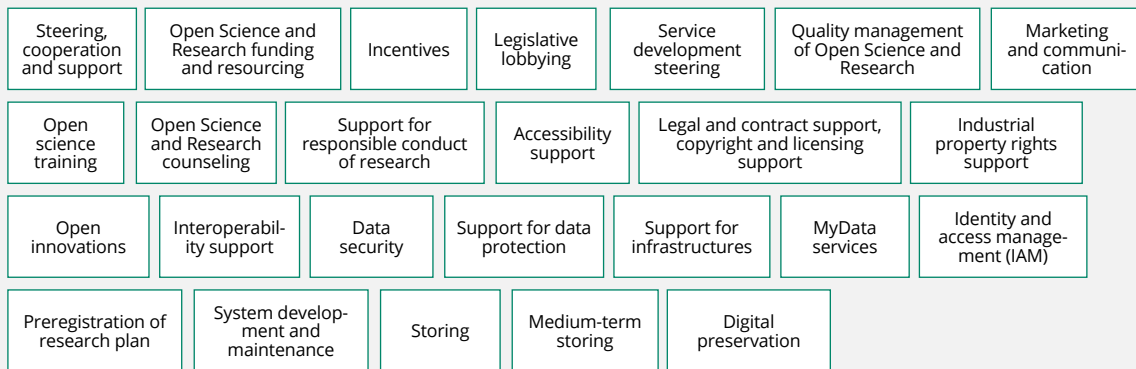 Steering,
cooperation
and support
Open Science and
Research funding
and resourcing
Incentives
Legislative
lobbying
Service
development
steering
Quality management
of Open Science and
Research
Marketing
and communi-
cation
Open
science
training
Open Science
and Research
counseling
Support for
responsible conduct
of research
Accessibility
support
Legal and contract support,
copyright and licensing
support
Industrial
property rights
support
Open
innovations
Interoperabil-
ity support
Data
security
Support for data
protection
Support for
infrastructures
MyData
services
Identity and
access manage-
ment (IAM)
Preregistration of
research plan
System develop-
ment and
maintenance
Storing
Medium-term
storing
Digital
preservation